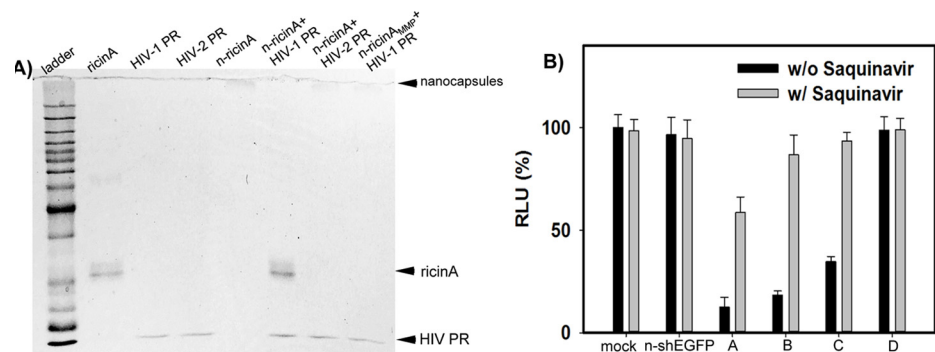 A)
ladder
ricinA
HIV-1 PR
HIV-2 PR
n-ricinA
n-ricinA+
HIV-1 PR
n-ricinA+
HIV-2 PR
n-ricinA_MMP+
HIV-1 PR
nanocapsules
ricinA
HIV PR
B)
w/o Saquinavir
w/ Saquinavir
RLU (%)
100
50
0
mock n-shEGFP A B C D